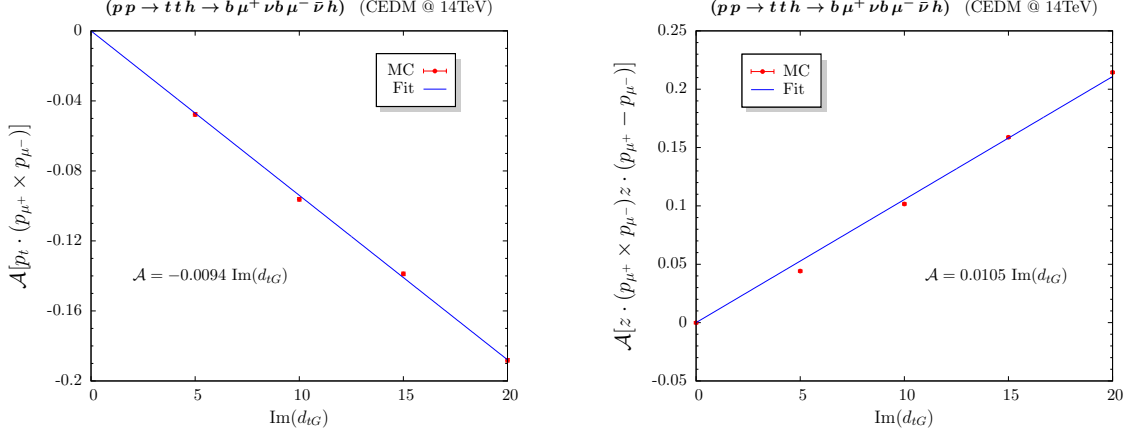 (p p → t t h → b μ⁺ νb μ⁻ ν̄ h) (CEDM @ 14TeV)
0
-0.04
-0.08
-0.12
-0.16
-0.2
𝒜[pₜ · (p_μ⁺ × p_μ⁻)]
MC
Fit
𝒜 = −0.0094 Im(d_tG)
0 5 10 15 20
Im(d_tG)
(p p → t t h → b μ⁺ νb μ⁻ ν̄ h) (CEDM @ 14TeV)
0.25
0.2
0.15
0.1
0.05
0
-0.05
𝒜[z · (p_μ⁺ × p_μ⁻)z · (p_μ⁺ − p_μ⁻)]
MC
Fit
𝒜 = 0.0105 Im(d_tG)
0 5 10 15 20
Im(d_tG)